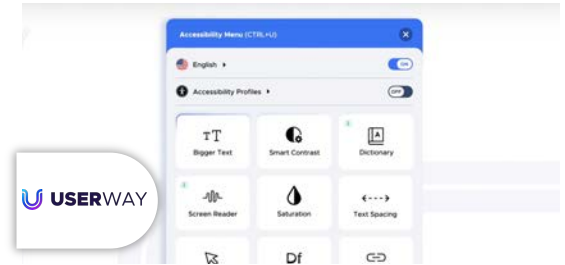 Accessibility Menu (CTRL+U)
English
ON
Accessibility Profiles
OFF
TT
Bigger Text
Smart Contrast
A
Dictionary
Screen Reader
Saturation
Text Spacing
USERWAY
Df